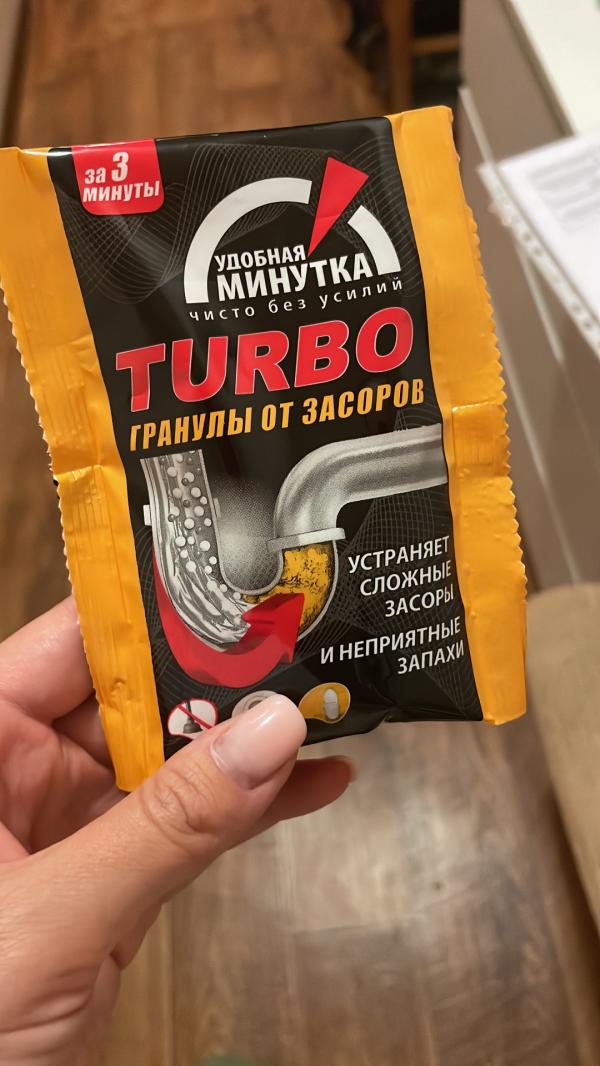 за 3
минуты
УДОБНАЯ
МИНУТКА
чисто без усилий
TURBO
ГРАНУЛЫ ОТ ЗАСОРОВ
УСТРАНЯЕТ
СЛОЖНЫЕ
ЗАСОРЫ
И НЕПРИЯТНЫЕ
ЗАПАХИ